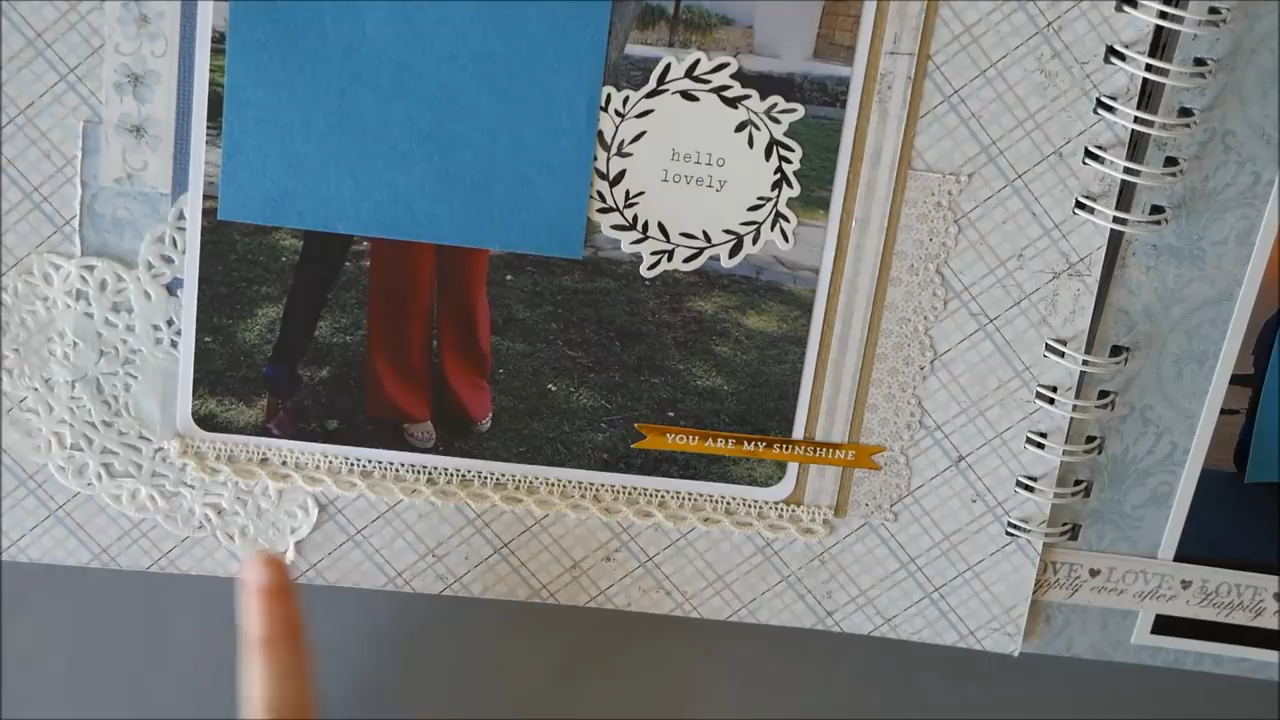 hello
lovely
YOU ARE MY SUNSHINE
OVE ♥ LOVE ♥ LOVE
happily ever after Happily